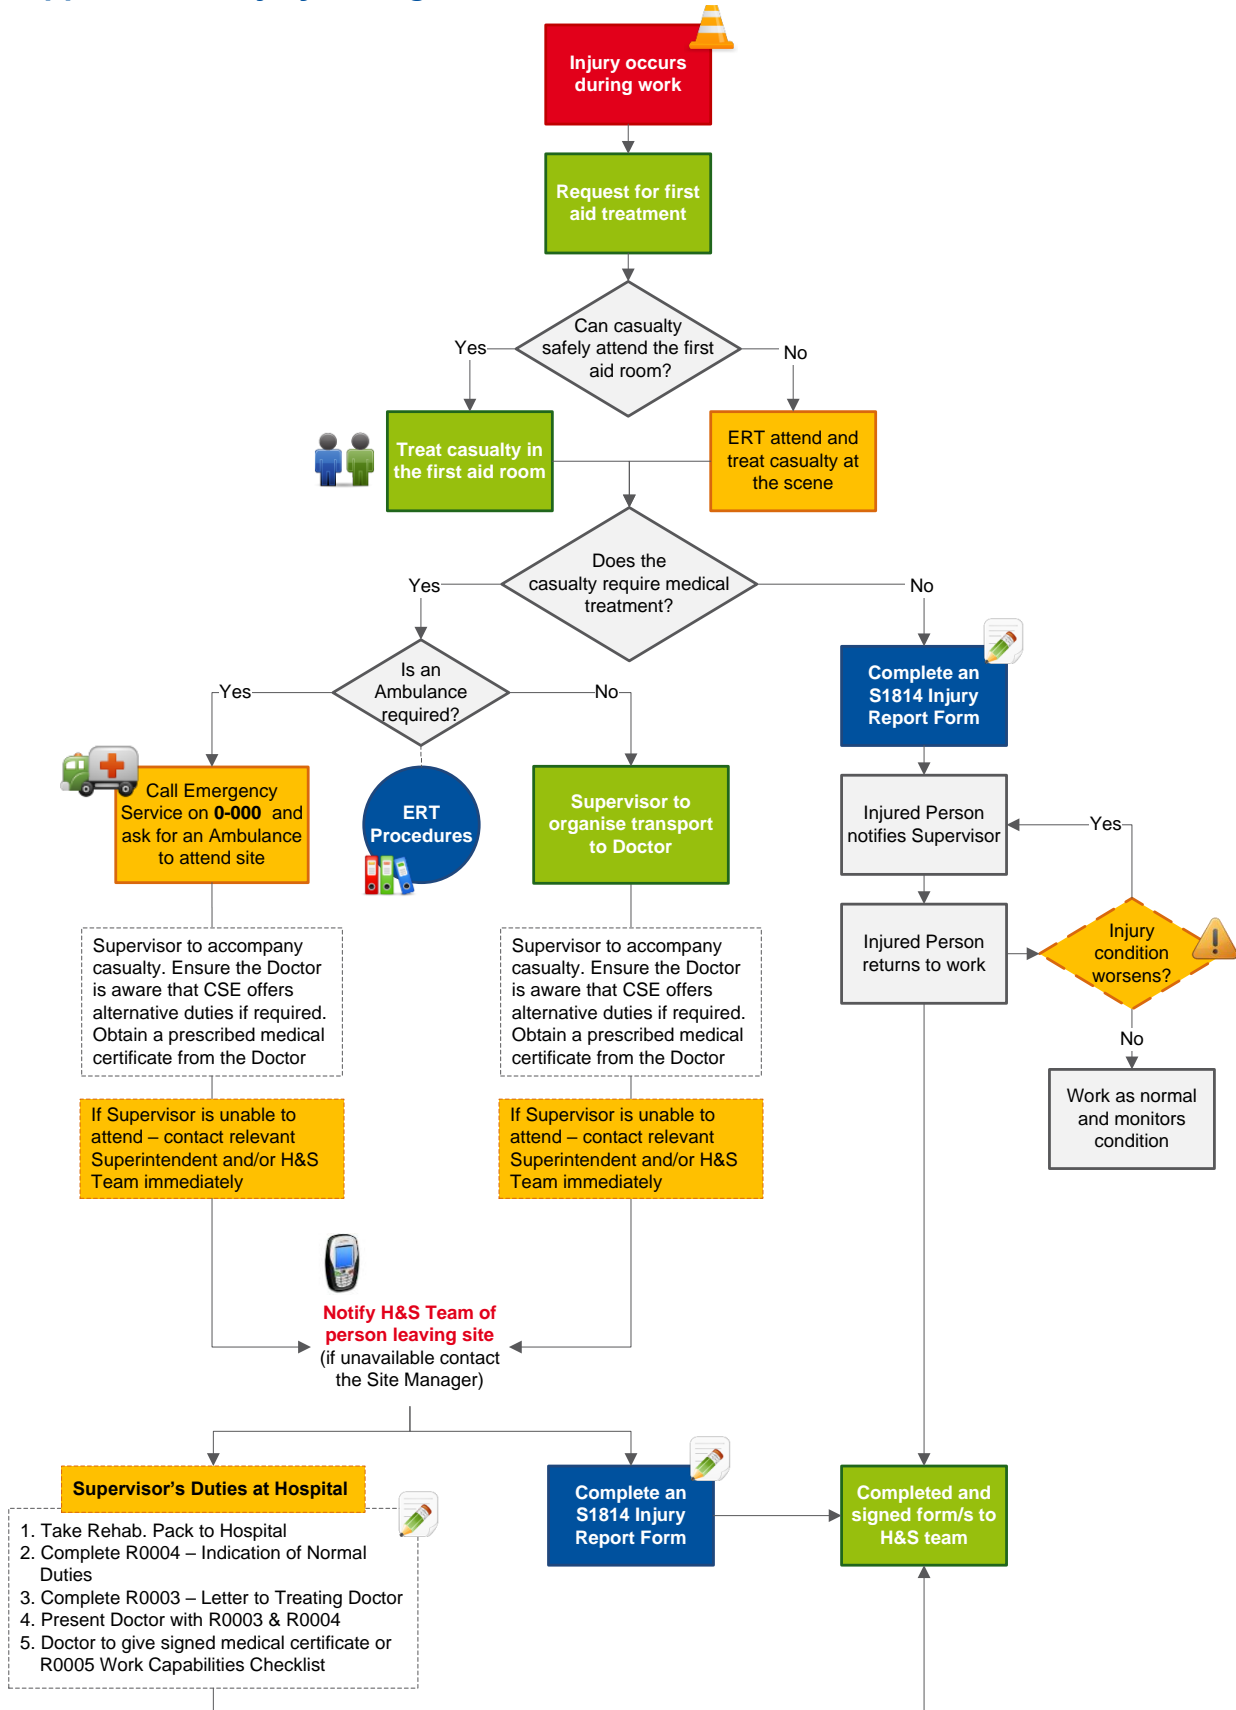 Injury occurs
during work
Request for first
aid treatment
Can casualty
safely attend the first
aid room?
Yes
No
Treat casualty in
the first aid room
ERT attend and
treat casualty at
the scene
Does the
casualty require medical
treatment?
Yes
No
Is an
Ambulance
required?
Yes
No
Complete an
S1814 Injury
Report Form
Call Emergency
Service on 0-000 and
ask for an Ambulance
to attend site
ERT
Procedures
Supervisor to
organise transport
to Doctor
Injured Person
notifies Supervisor
Yes
Injured Person
returns to work
Injury
condition
worsens?
No
Work as normal
and monitors
condition
Supervisor to accompany
casualty. Ensure the Doctor
is aware that CSE offers
alternative duties if required.
Obtain a prescribed medical
certificate from the Doctor
Supervisor to accompany
casualty. Ensure the Doctor
is aware that CSE offers
alternative duties if required.
Obtain a prescribed medical
certificate from the Doctor
If Supervisor is unable to
attend – contact relevant
Superintendent and/or H&S
Team immediately
If Supervisor is unable to
attend – contact relevant
Superintendent and/or H&S
Team immediately
Notify H&S Team of
person leaving site
(if unavailable contact
the Site Manager)
Supervisor's Duties at Hospital
1. Take Rehab. Pack to Hospital
2. Complete R0004 – Indication of Normal
Duties
3. Complete R0003 – Letter to Treating Doctor
4. Present Doctor with R0003 & R0004
5. Doctor to give signed medical certificate or
R0005 Work Capabilities Checklist
Complete an
S1814 Injury
Report Form
Completed and
signed form/s to
H&S team